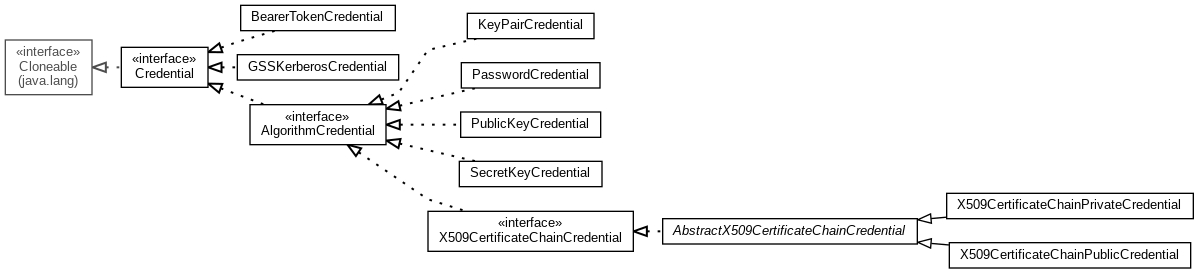 «interface»
Cloneable
(java.lang)
«interface»
Credential
BearerTokenCredential
GSSKerberosCredential
«interface»
AlgorithmCredential
KeyPairCredential
PasswordCredential
PublicKeyCredential
SecretKeyCredential
«interface»
X509CertificateChainCredential
AbstractX509CertificateChainCredential
X509CertificateChainPrivateCredential
X509CertificateChainPublicCredential